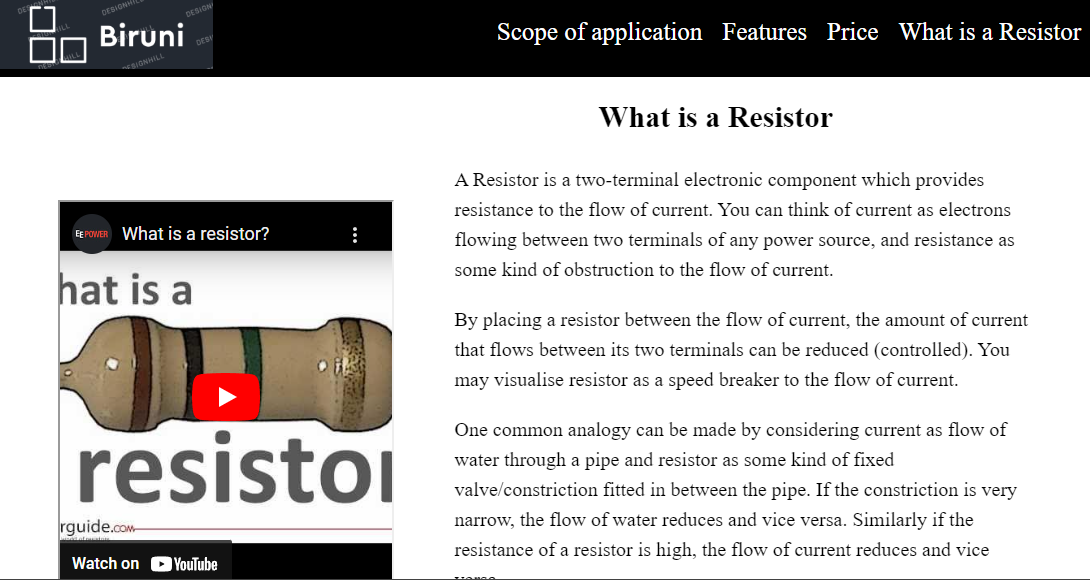 DESIGNHILL
DESIGNHILL
DESIGNHILL
Biruni
Scope of application Features Price What is a Resistor
What is a Resistor
A Resistor is a two-terminal electronic component which provides
resistance to the flow of current. You can think of current as electrons
flowing between two terminals of any power source, and resistance as
some kind of obstruction to the flow of current.
By placing a resistor between the flow of current, the amount of current
that flows between its two terminals can be reduced (controlled). You
may visualise resistor as a speed breaker to the flow of current.
One common analogy can be made by considering current as flow of
water through a pipe and resistor as some kind of fixed
valve/constriction fitted in between the pipe. If the constriction is very
narrow, the flow of water reduces and vice versa. Similarly if the
resistance of a resistor is high, the flow of current reduces and vice
EE POWER
What is a resistor?
hat is a
resistor
rguide.COM
Watch on YouTube